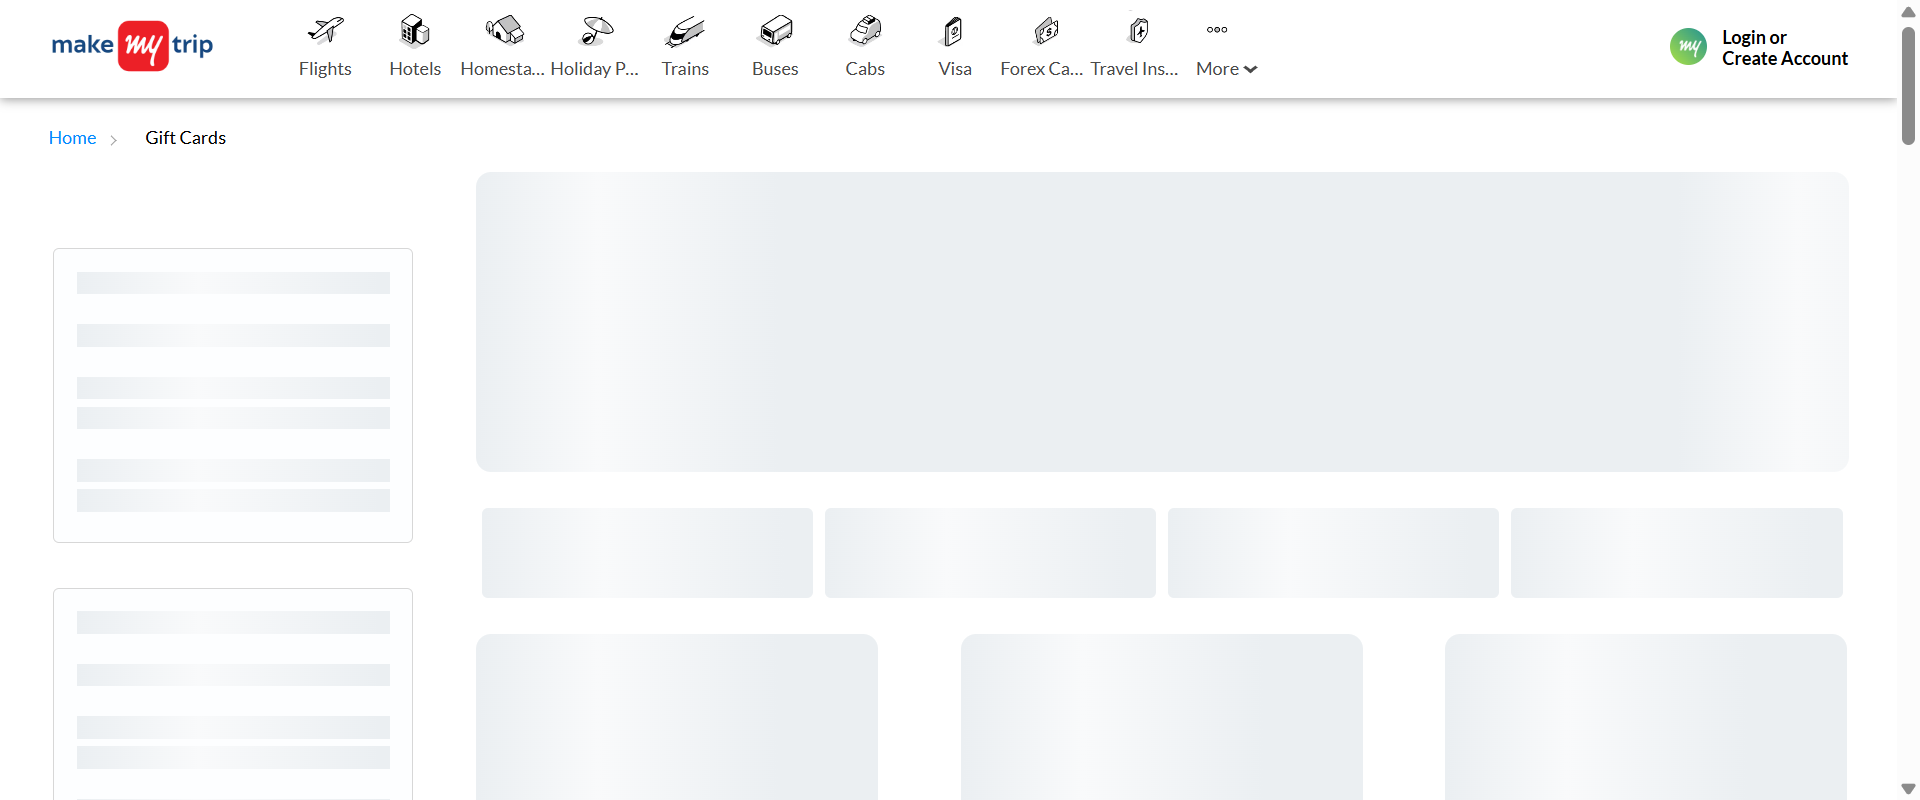 make my trip
Flights
Hotels
Homesta...
Holiday P...
Trains
Buses
Cabs
Visa
Forex Ca...
Travel Ins...
More
my
Login or
Create Account
Home
Gift Cards